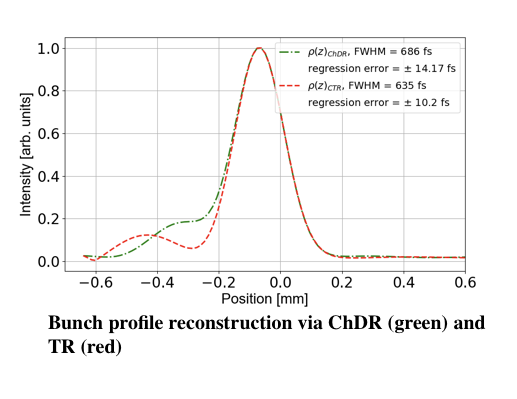 ρ(z)ChDR, FWHM = 686 fs
regression error = ± 14.17 fs
ρ(z)CTR, FWHM = 635 fs
regression error = ± 10.2 fs
Intensity [arb. units]
1.0
0.8
0.6
0.4
0.2
0.0
−0.6 −0.4 −0.2 0.0 0.2 0.4 0.6
Position [mm]
Bunch profile reconstruction via ChDR (green) and
TR (red)